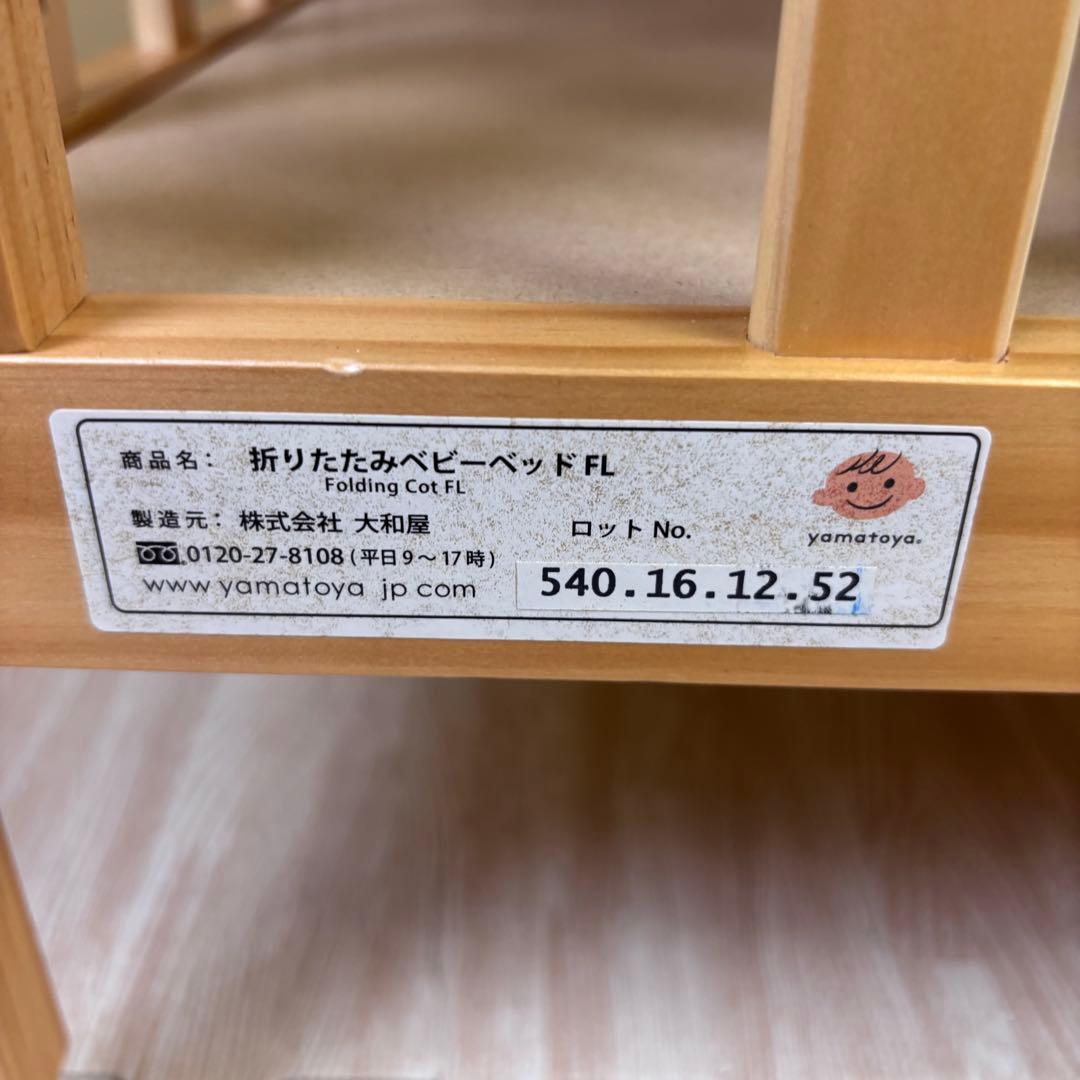 商品名： 折りたたみベビーベッドFL
Folding Cot FL
製造元： 株式会社 大和屋
0120-27-8108 (平日9～17時)
www yamatoya jp com
ロット No.
540.16.12.52
yamatoya®